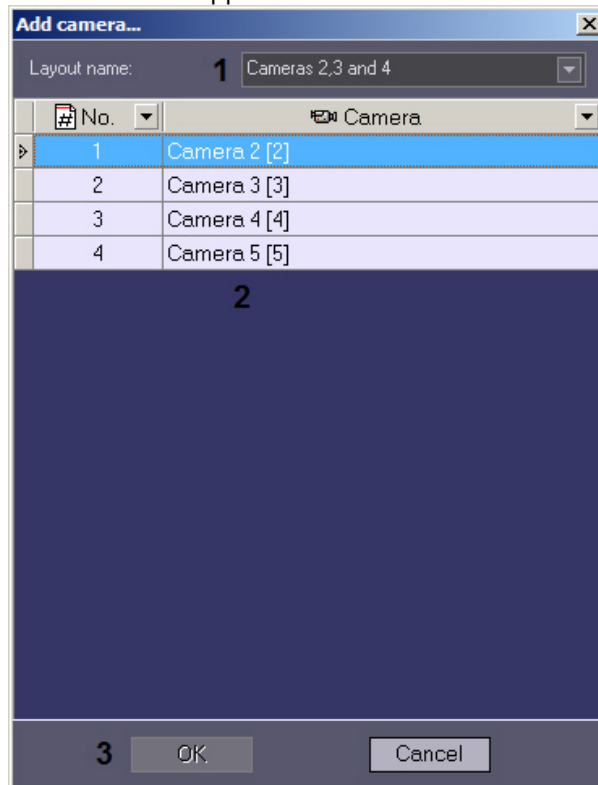 Add camera...
Layout name: 1 Cameras 2,3 and 4
No. Camera
1 Camera 2 [2]
2 Camera 3 [3]
3 Camera 4 [4]
4 Camera 5 [5]
2
3 OK Cancel